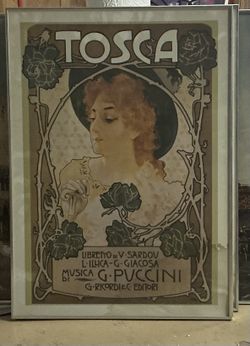 TOSCA
LIBRETTO DI V. SARDOU
L. ILLICA - G. GIACOSA
MUSICA DI G. PUCCINI
G. RICORDI & C. EDITORI